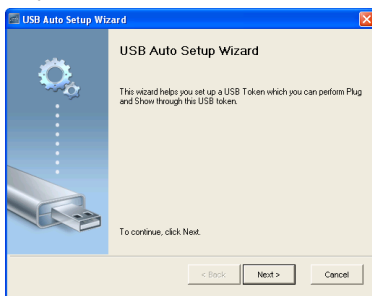 USB Auto Setup Wizard
USB Auto Setup Wizard
This wizard helps you set up a USB Token which you can perform Plug
and Show through this USB token.
To continue, click Next.
< Back
Next >
Cancel